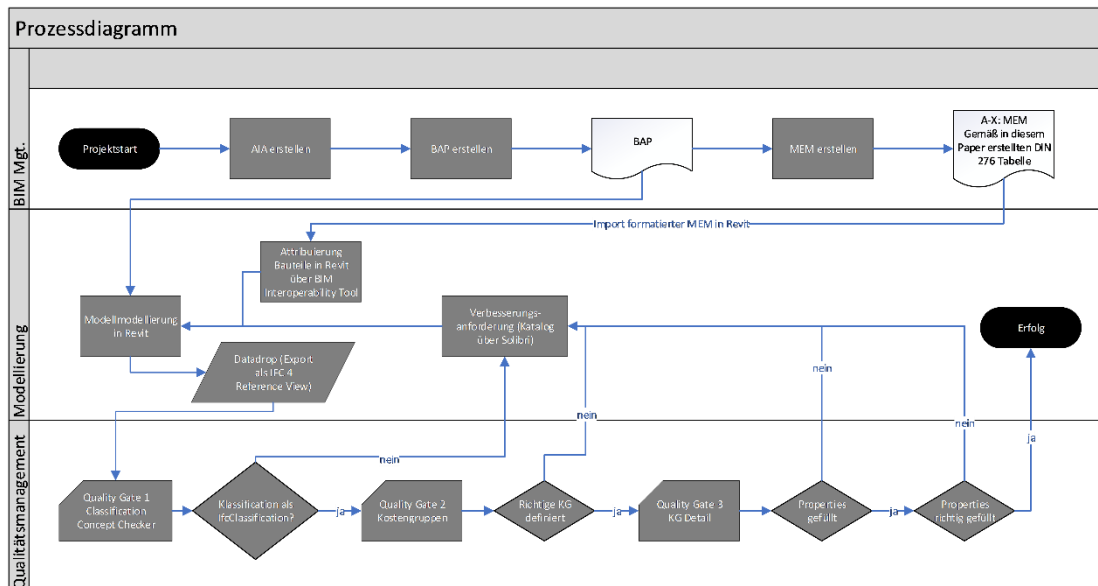 Prozessdiagramm
BIM Mgt.
Projektstart
AIA erstellen
BAP erstellen
BAP
MEM erstellen
A-X: MEM
Gemäß in diesem
Paper erstellten DIN
276 Tabelle
Modellierung
Import formatierter MEM in Revit
Attribuierung
Bauteile in Revit
über BIM
Interoperability Tool
Modellmodellierung
in Revit
Verbesserungs-
anforderung (Katalog
über Solibri)
Erfolg
Datadrop (Export
als IFC 4
Reference View)
nein
nein
nein
nein
ja
Qualitätsmanagement
Quality Gate 1
Classification
Concept Checker
Klassification als
IfcClassification?
ja
Quality Gate 2
Kostengruppen
Richtige KG
definiert
ja
Quality Gate 3
KG Detail
Properties
gefüllt
ja
Properties
richtig gefüllt